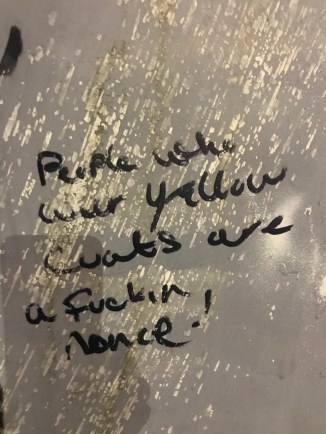 People who
wear yellow
coats are
a fuckin
nonce!